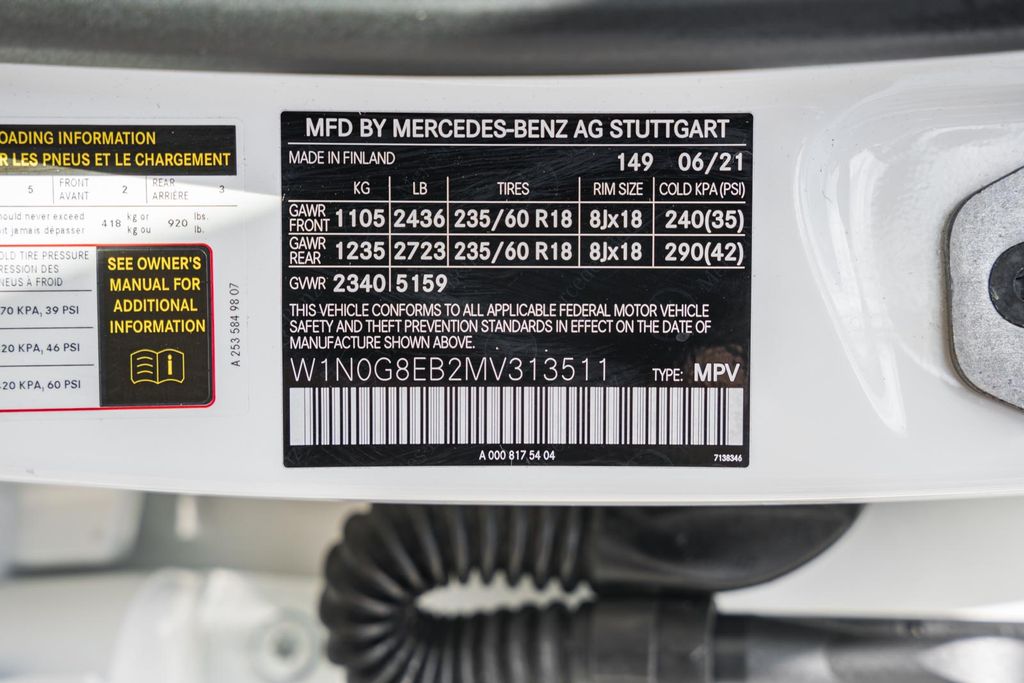 OADING INFORMATION
R LES PNEUS ET LE CHARGEMENT
5 FRONT AVANT 2 REAR ARRIÈRE 3
ould never exceed
it jamais dépasser
418 kg or kg ou 920 lbs. lb.
OLD TIRE PRESSURE
RESSION DES
NEUS À FROID
70 KPA, 39 PSI
20 KPA, 46 PSI
420 KPA, 60 PSI
SEE OWNER'S
MANUAL FOR
ADDITIONAL
INFORMATION
A 253 584 98 07
MFD BY MERCEDES-BENZ AG STUTTGART
MADE IN FINLAND 149 06/21
KG LB TIRES RIM SIZE COLD KPA (PSI)
GAWR FRONT 1105 2436 235/60 R18 8Jx18 240(35)
GAWR REAR 1235 2723 235/60 R18 8Jx18 290(42)
GVWR 2340 5159
THIS VEHICLE CONFORMS TO ALL APPLICABLE FEDERAL MOTOR VEHICLE
SAFETY AND THEFT PREVENTION STANDARDS IN EFFECT ON THE DATE OF
MANUFACTURE SHOWN ABOVE.
W1N0G8EB2MV313511 TYPE: MPV
A 000 817 54 04
7138346